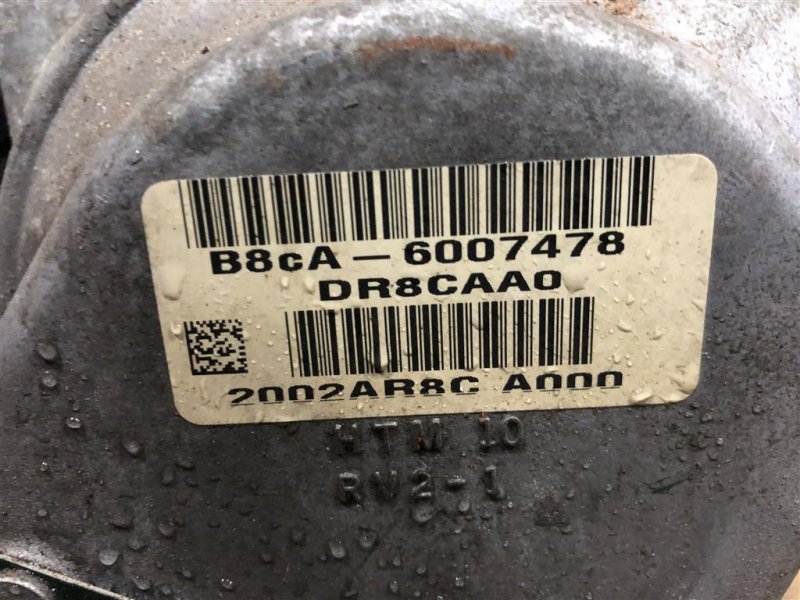 B8cA-6007478
DR8CAA0
2002AR8C A000
HTM 10
RV2-1